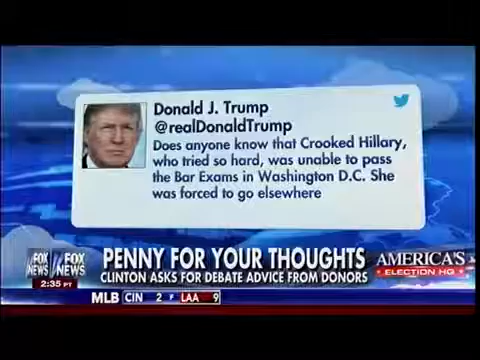 Donald J. Trump
@realDonaldTrump
Does anyone know that Crooked Hillary,
who tried so hard, was unable to pass
the Bar Exams in Washington D.C. She
was forced to go elsewhere
PENNY FOR YOUR THOUGHTS
CLINTON ASKS FOR DEBATE ADVICE FROM DONORS
AMERICA'S
ELECTION HQ
FOX NEWS
FOX NEWS
2:35 PT
MLB CIN 2 F LAA 9